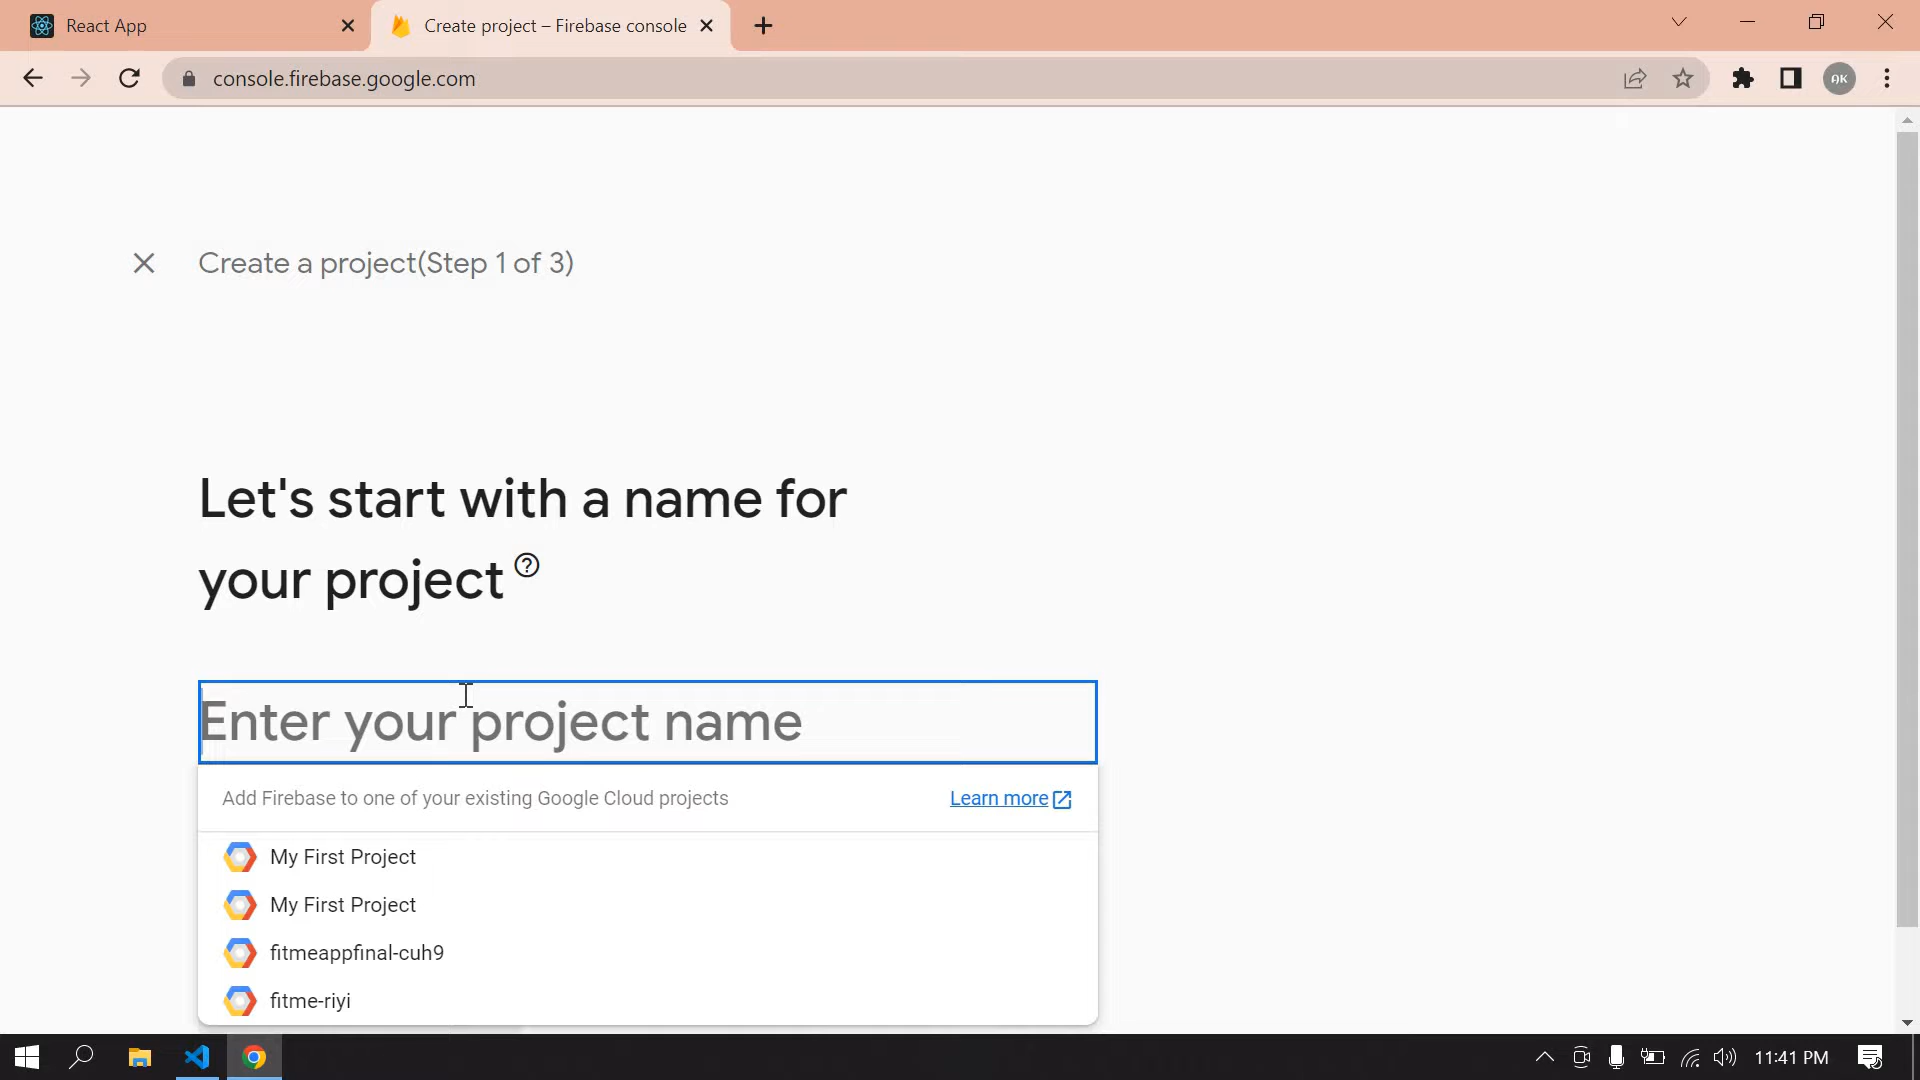 React App
Create project – Firebase console
console.firebase.google.com
AK
Create a project(Step 1 of 3)
Let's start with a name for
your project
Enter your project name
Add Firebase to one of your existing Google Cloud projects
Learn more
My First Project
My First Project
fitmeappfinal-cuh9
fitme-riyi
11:41 PM